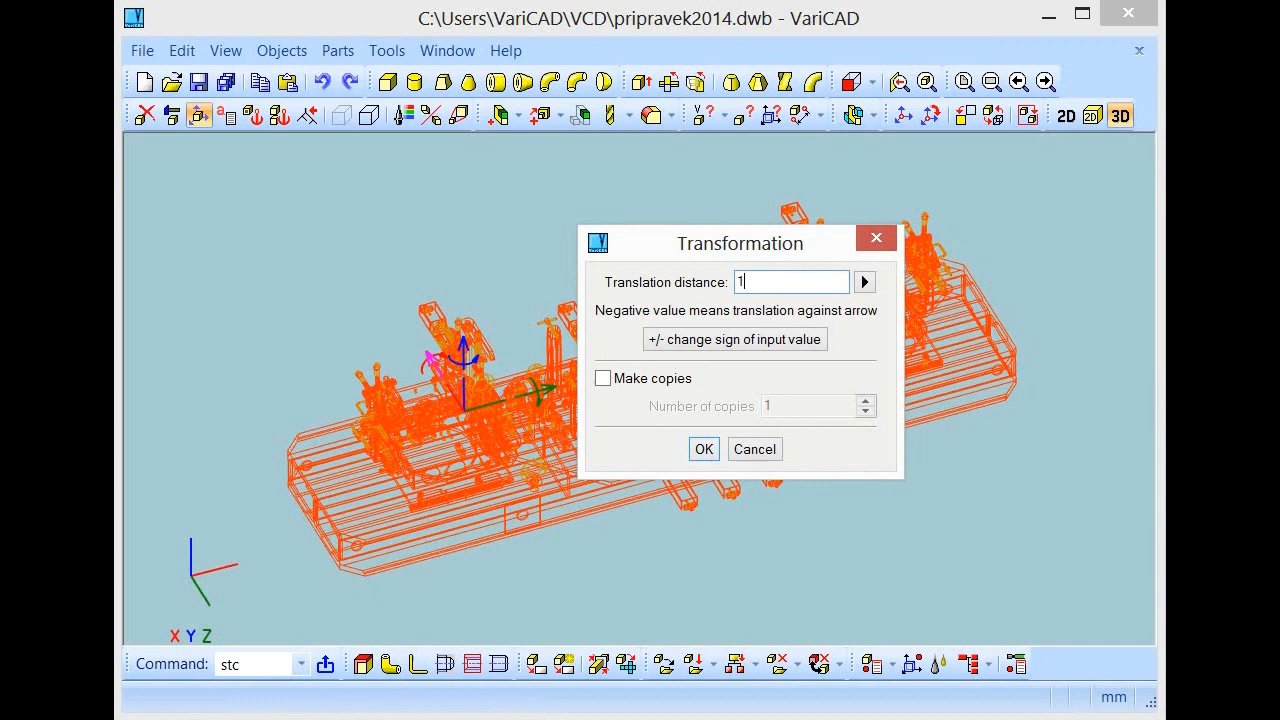 C:\Users\VariCAD\VCD\pripravek2014.dwb - VariCAD
File Edit View Objects Parts Tools Window Help
2D 2D 3D
Transformation
Translation distance: 1
Negative value means translation against arrow
+/- change sign of input value
Make copies
Number of copies 1
OK Cancel
X Y Z
Command: stc
mm